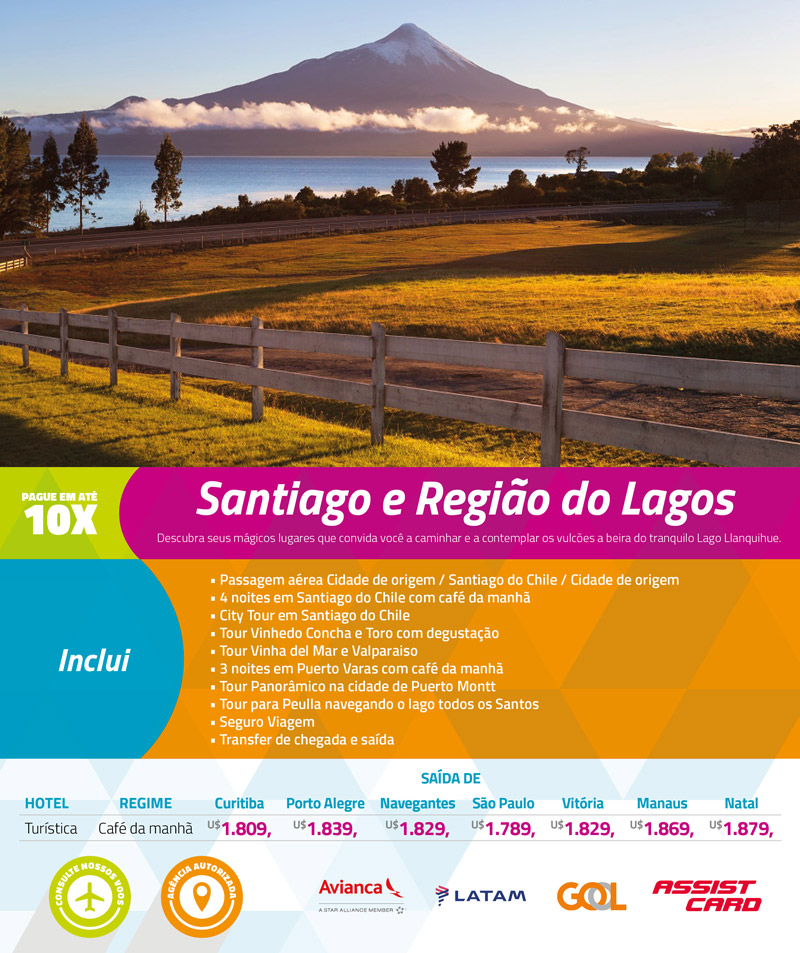 PAGUE EM ATÉ
10X
Santiago e Região do Lagos
Descubra seus mágicos lugares que convida você a caminhar e a contemplar os vulcões a beira do tranquilo Lago Llanquihue.
Inclui
• Passagem aérea Cidade de origem / Santiago do Chile / Cidade de origem
• 4 noites em Santiago do Chile com café da manhã
• City Tour em Santiago do Chile
• Tour Vinhedo Concha e Toro com degustação
• Tour Vinha del Mar e Valparaiso
• 3 noites em Puerto Varas com café da manhã
• Tour Panorâmico na cidade de Puerto Montt
• Tour para Peulla navegando o lago todos os Santos
• Seguro Viagem
• Transfer de chegada e saída
SAÍDA DE
HOTEL REGIME Curitiba Porto Alegre Navegantes São Paulo Vitória Manaus Natal
Turística Café da manhã U$1.809, U$1.839, U$1.829, U$1.789, U$1.829, U$1.869, U$1.879,
CONSULTE NOSSOS VOOS
AGÊNCIA AUTORIZADA
Avianca
A STAR ALLIANCE MEMBER
LATAM
GOL
ASSIST
CARD